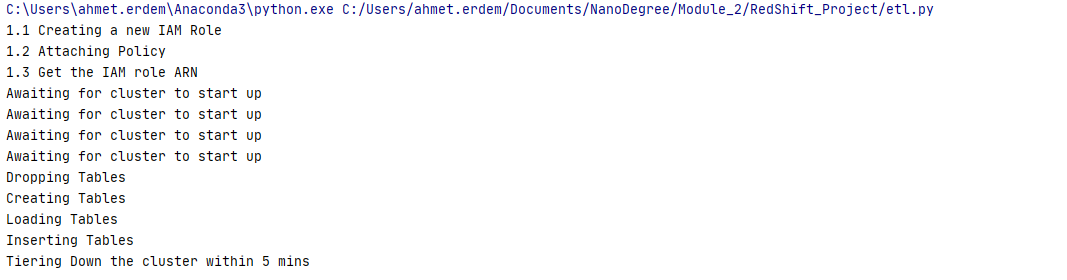 C:\Users\ahmet.erdem\Anaconda3\python.exe C:/Users/ahmet.erdem/Documents/NanoDegree/Module_2/RedShift_Project/etl.py
1.1 Creating a new IAM Role
1.2 Attaching Policy
1.3 Get the IAM role ARN
Awaiting for cluster to start up
Awaiting for cluster to start up
Awaiting for cluster to start up
Awaiting for cluster to start up
Dropping Tables
Creating Tables
Loading Tables
Inserting Tables
Tiering Down the cluster within 5 mins